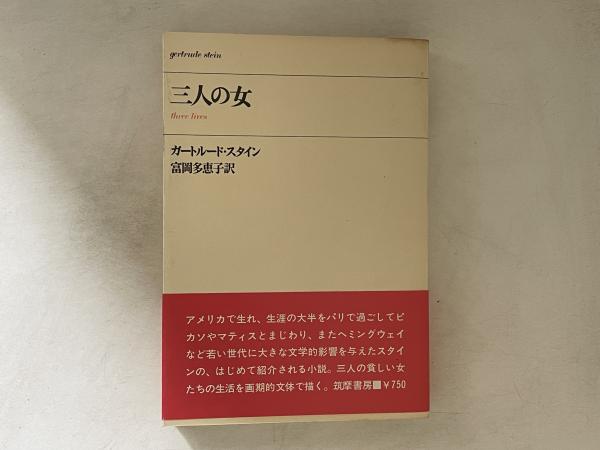 gertrude stein
三人の女
three lives
ガートルード・スタイン
富岡多恵子訳
アメリカで生れ、生涯の大半をパリで過ごしてピ
カソやマティスとまじわり、またヘミングウェイ
など若い世代に大きな文学的影響を与えたスタイ
ンの、はじめて紹介される小説。三人の貧しい女
たちの生活を画期的文体で描く。筑摩書房■￥750